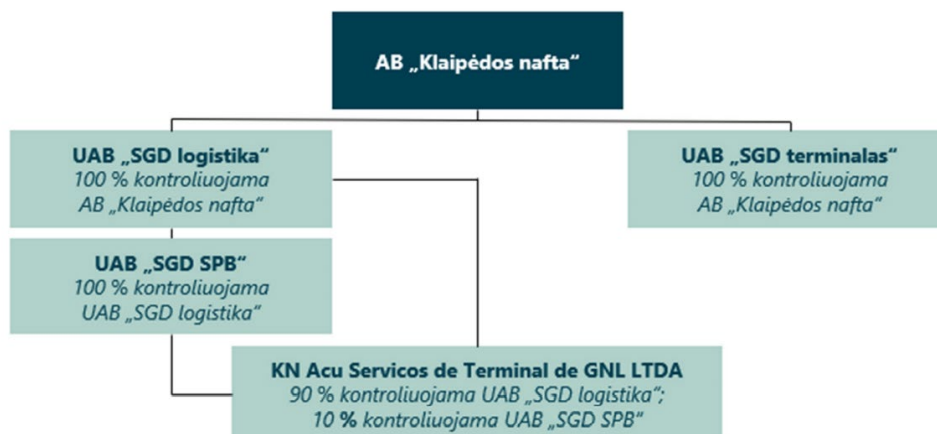 AB „Klaipėdos nafta“
UAB „SGD logistika“
100 % kontroliuojama
AB „Klaipėdos nafta“
UAB „SGD terminalas“
100 % kontroliuojama
AB „Klaipėdos nafta“
UAB „SGD SPB“
100 % kontroliuojama
UAB „SGD logistika“
KN Acu Servicos de Terminal de GNL LTDA
90 % kontroliuojama UAB „SGD logistika“;
10 % kontroliuojama UAB „SGD SPB“